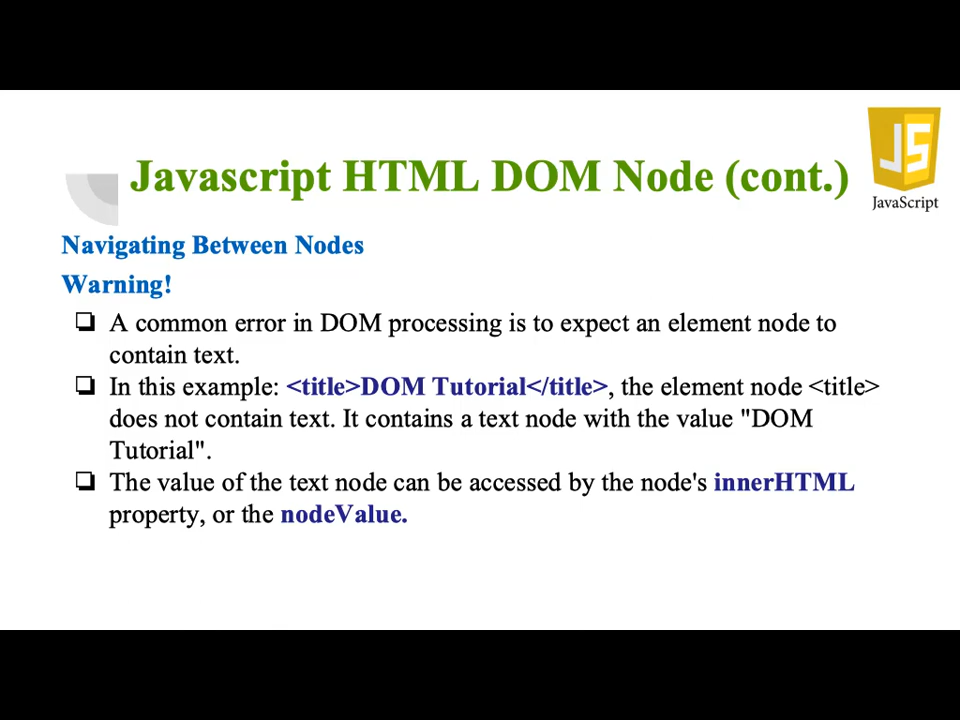 JS
JavaScript
Javascript HTML DOM Node (cont.)
Navigating Between Nodes
Warning!
❏ A common error in DOM processing is to expect an element node to
contain text.
❏ In this example: <title>DOM Tutorial</title>, the element node <title>
does not contain text. It contains a text node with the value "DOM
Tutorial".
❏ The value of the text node can be accessed by the node's innerHTML
property, or the nodeValue.